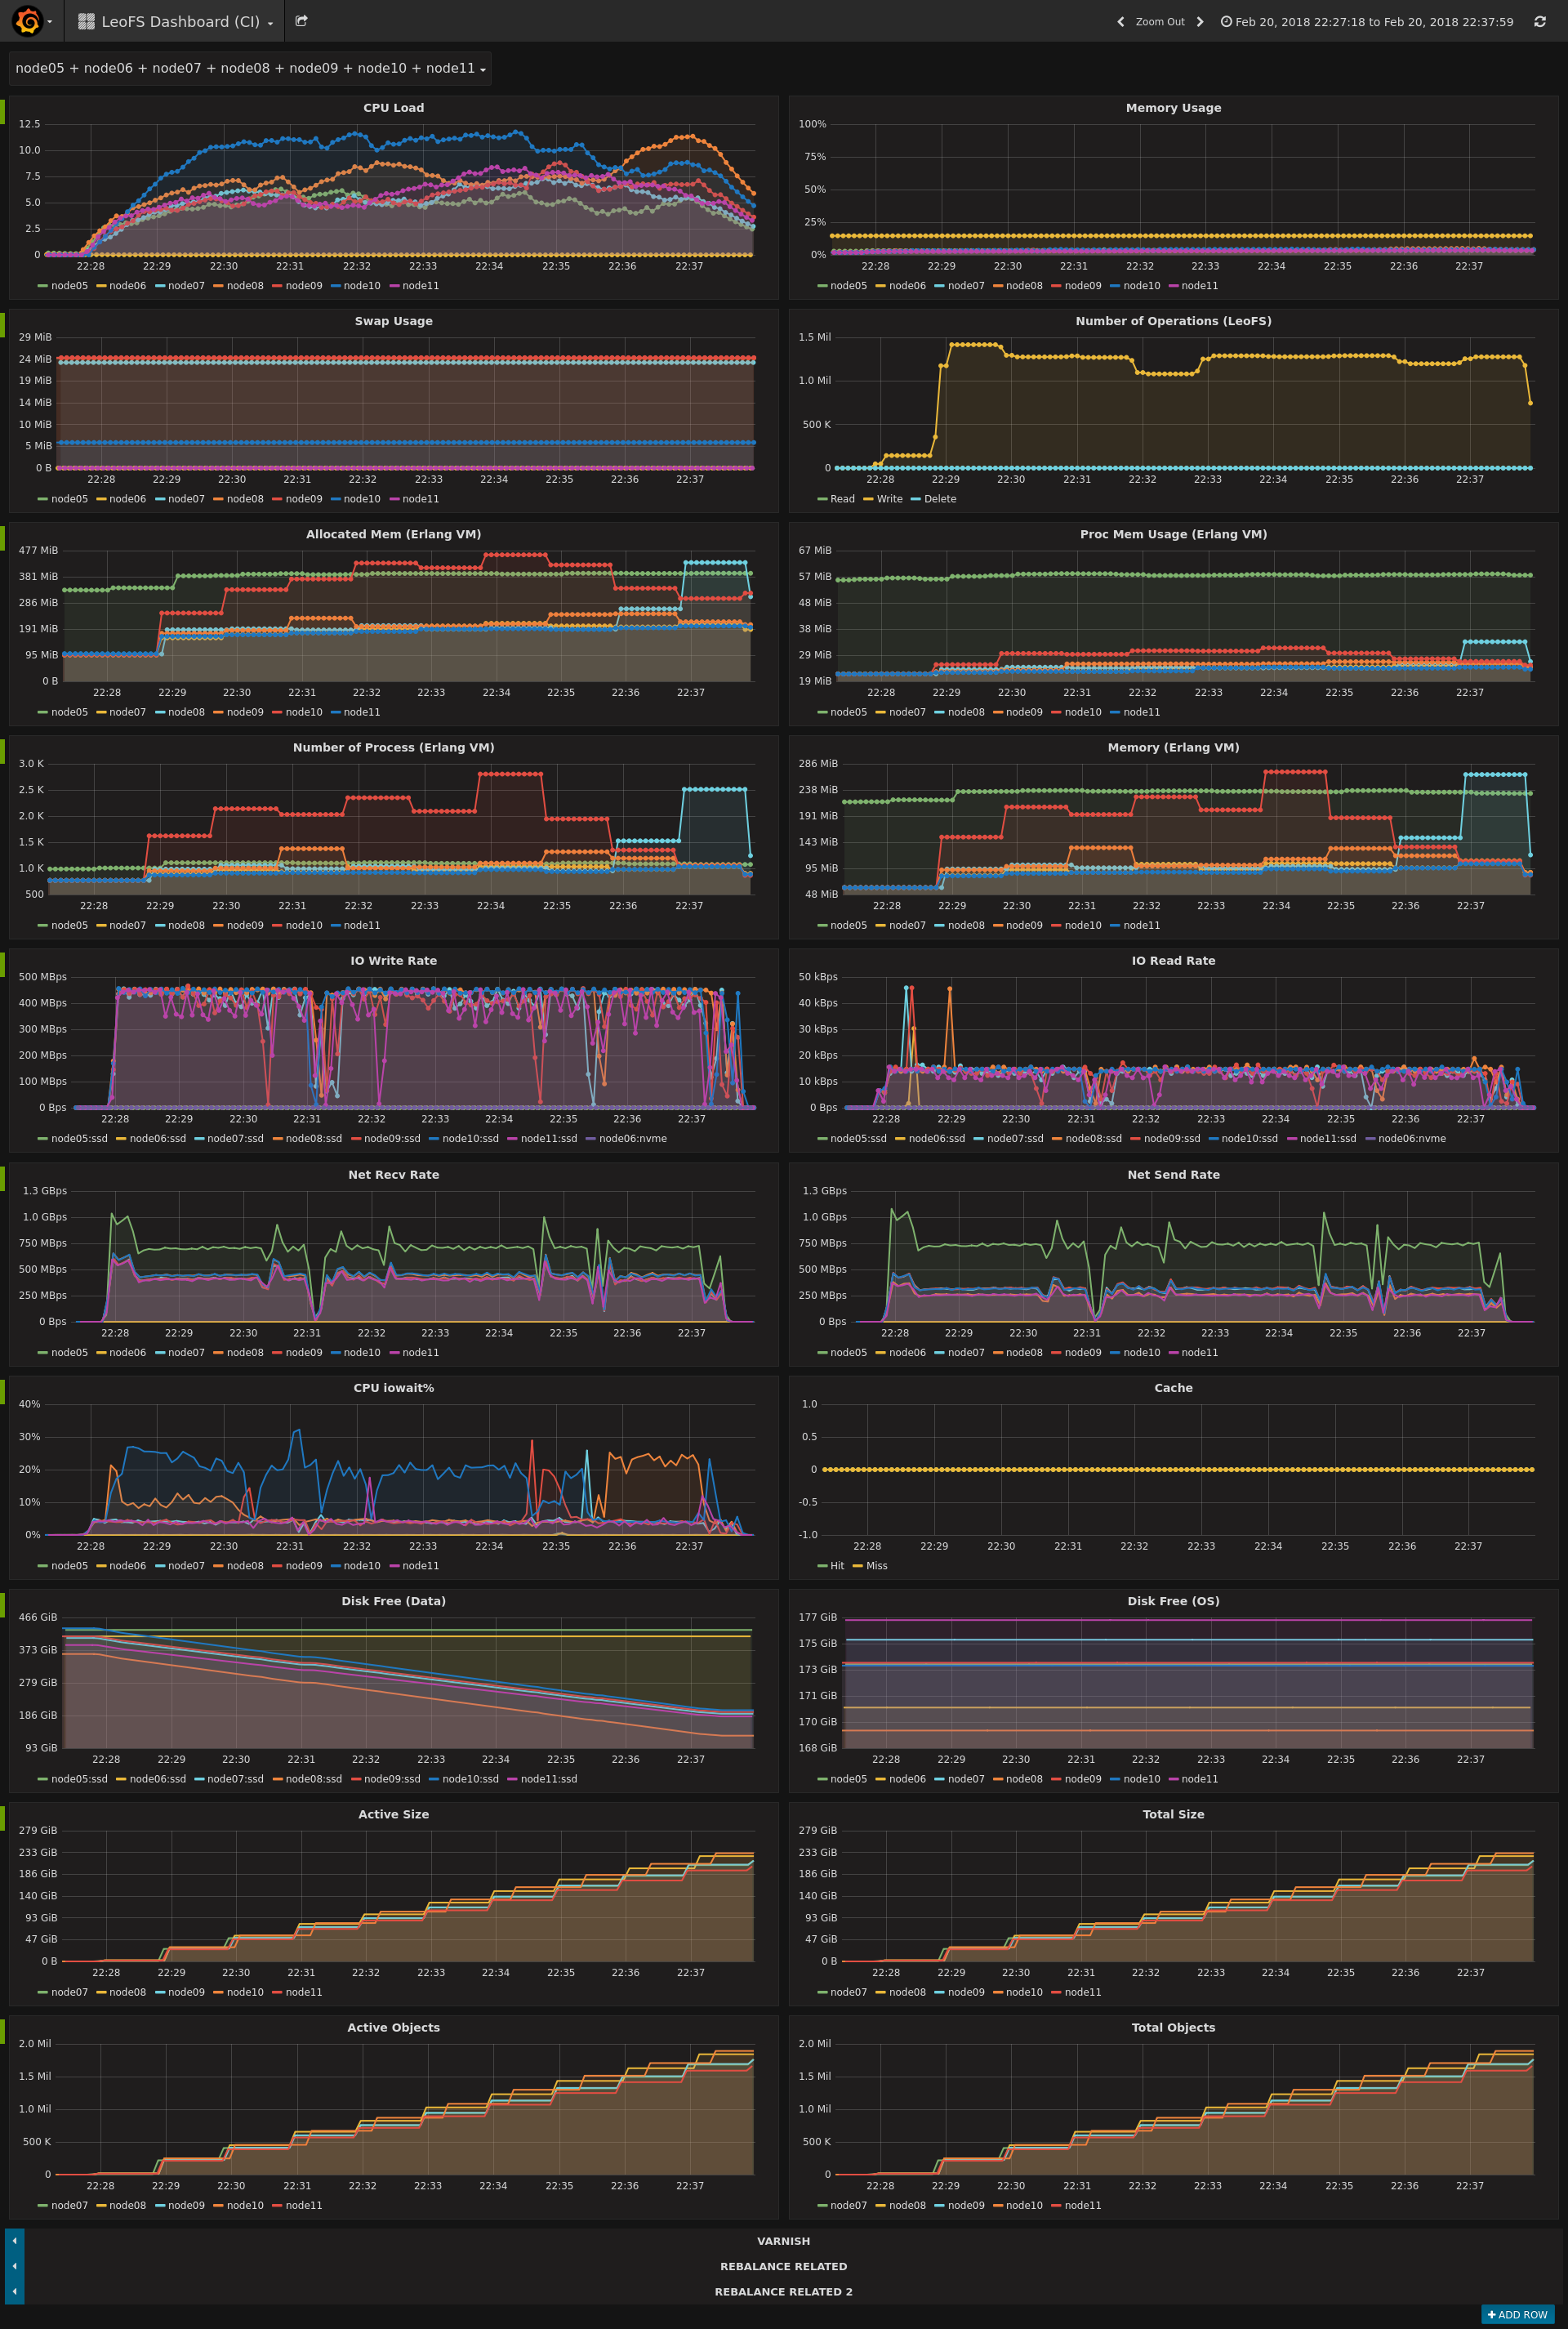 LeoFS Dashboard (CI)
Zoom Out
Feb 20, 2018 22:27:18 to Feb 20, 2018 22:37:59
node05 + node06 + node07 + node08 + node09 + node10 + node11
CPU Load
12.5
10.0
7.5
5.0
2.5
0
22:28 22:29 22:30 22:31 22:32 22:33 22:34 22:35 22:36 22:37
node05 node06 node07 node08 node09 node10 node11
Memory Usage
100%
75%
50%
25%
0%
22:28 22:29 22:30 22:31 22:32 22:33 22:34 22:35 22:36 22:37
node05 node06 node07 node08 node09 node10 node11
Swap Usage
29 MiB
24 MiB
19 MiB
14 MiB
10 MiB
5 MiB
0 B
22:28 22:29 22:30 22:31 22:32 22:33 22:34 22:35 22:36 22:37
node05 node06 node07 node08 node09 node10 node11
Number of Operations (LeoFS)
1.5 Mil
1.0 Mil
500 K
0
22:28 22:29 22:30 22:31 22:32 22:33 22:34 22:35 22:36 22:37
Read Write Delete
Allocated Mem (Erlang VM)
477 MiB
381 MiB
286 MiB
191 MiB
95 MiB
0 B
22:28 22:29 22:30 22:31 22:32 22:33 22:34 22:35 22:36 22:37
node05 node07 node08 node09 node10 node11
Proc Mem Usage (Erlang VM)
67 MiB
57 MiB
48 MiB
38 MiB
29 MiB
19 MiB
22:28 22:29 22:30 22:31 22:32 22:33 22:34 22:35 22:36 22:37
node05 node07 node08 node09 node10 node11
Number of Process (Erlang VM)
3.0 K
2.5 K
2.0 K
1.5 K
1.0 K
500
22:28 22:29 22:30 22:31 22:32 22:33 22:34 22:35 22:36 22:37
node05 node07 node08 node09 node10 node11
Memory (Erlang VM)
286 MiB
238 MiB
191 MiB
143 MiB
95 MiB
48 MiB
22:28 22:29 22:30 22:31 22:32 22:33 22:34 22:35 22:36 22:37
node05 node07 node08 node09 node10 node11
IO Write Rate
500 MBps
400 MBps
300 MBps
200 MBps
100 MBps
0 Bps
22:28 22:29 22:30 22:31 22:32 22:33 22:34 22:35 22:36 22:37
node05:ssd node06:ssd node07:ssd node08:ssd node09:ssd node10:ssd node11:ssd node06:nvme
IO Read Rate
50 kBps
40 kBps
30 kBps
20 kBps
10 kBps
0 Bps
22:28 22:29 22:30 22:31 22:32 22:33 22:34 22:35 22:36 22:37
node05:ssd node06:ssd node07:ssd node08:ssd node09:ssd node10:ssd node11:ssd node06:nvme
Net Recv Rate
1.3 GBps
1.0 GBps
750 MBps
500 MBps
250 MBps
0 Bps
22:28 22:29 22:30 22:31 22:32 22:33 22:34 22:35 22:36 22:37
node05 node06 node07 node08 node09 node10 node11
Net Send Rate
1.3 GBps
1.0 GBps
750 MBps
500 MBps
250 MBps
0 Bps
22:28 22:29 22:30 22:31 22:32 22:33 22:34 22:35 22:36 22:37
node05 node06 node07 node08 node09 node10 node11
CPU iowait%
40%
30%
20%
10%
0%
22:28 22:29 22:30 22:31 22:32 22:33 22:34 22:35 22:36 22:37
node05 node06 node07 node08 node09 node10 node11
Cache
1.0
0.5
0
-0.5
-1.0
22:28 22:29 22:30 22:31 22:32 22:33 22:34 22:35 22:36 22:37
Hit Miss
Disk Free (Data)
466 GiB
373 GiB
279 GiB
186 GiB
93 GiB
22:28 22:29 22:30 22:31 22:32 22:33 22:34 22:35 22:36 22:37
node05:ssd node06:ssd node07:ssd node08:ssd node09:ssd node10:ssd node11:ssd
Disk Free (OS)
177 GiB
175 GiB
173 GiB
171 GiB
170 GiB
168 GiB
22:28 22:29 22:30 22:31 22:32 22:33 22:34 22:35 22:36 22:37
node05 node06 node07 node08 node09 node10 node11
Active Size
279 GiB
233 GiB
186 GiB
140 GiB
93 GiB
47 GiB
0 B
22:28 22:29 22:30 22:31 22:32 22:33 22:34 22:35 22:36 22:37
node07 node08 node09 node10 node11
Total Size
279 GiB
233 GiB
186 GiB
140 GiB
93 GiB
47 GiB
0 B
22:28 22:29 22:30 22:31 22:32 22:33 22:34 22:35 22:36 22:37
node07 node08 node09 node10 node11
Active Objects
2.0 Mil
1.5 Mil
1.0 Mil
500 K
0
22:28 22:29 22:30 22:31 22:32 22:33 22:34 22:35 22:36 22:37
node07 node08 node09 node10 node11
Total Objects
2.0 Mil
1.5 Mil
1.0 Mil
500 K
0
22:28 22:29 22:30 22:31 22:32 22:33 22:34 22:35 22:36 22:37
node07 node08 node09 node10 node11
VARNISH
REBALANCE RELATED
REBALANCE RELATED 2
+ ADD ROW